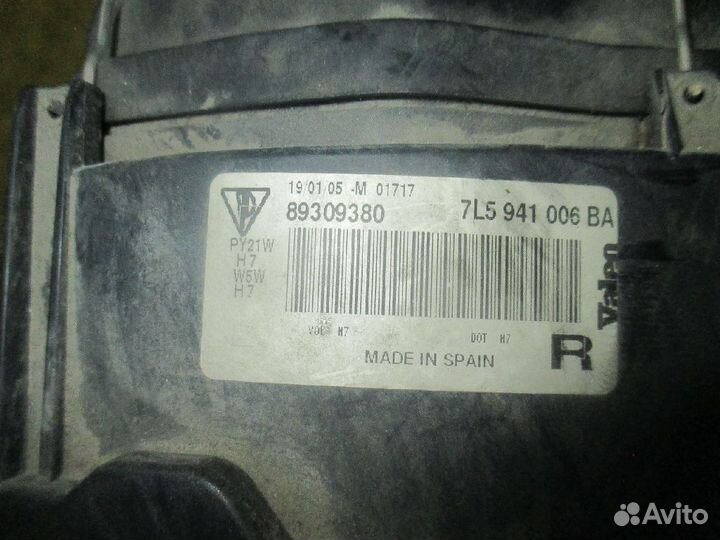 19/01/05 -M 01717
89309380 7L5 941 006 BA
PY21W
H7
W5W
H7
Valeo
H7
DOT H7
MADE IN SPAIN
R
Avito